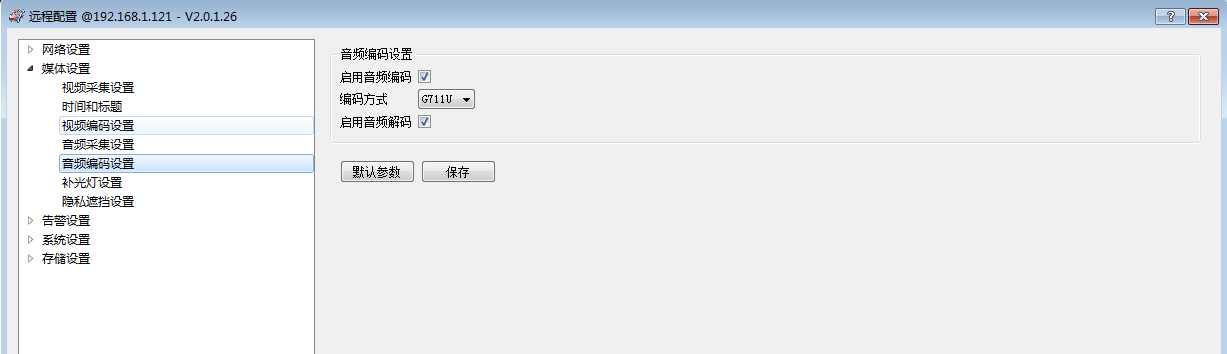 远程配置 @192.168.1.121 - V2.0.1.26
网络设置
媒体设置
视频采集设置
时间和标题
视频编码设置
音频采集设置
音频编码设置
补光灯设置
隐私遮挡设置
告警设置
系统设置
存储设置
音频编码设置
启用音频编码
编码方式 G711U
启用音频解码
默认参数 保存